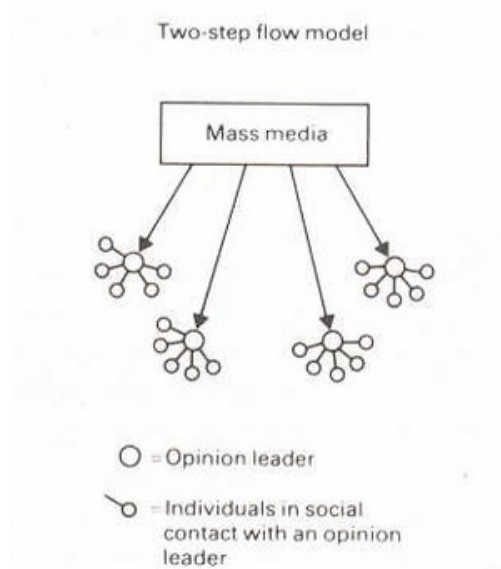 Two-step flow model
Mass media
= Opinion leader
= Individuals in social
contact with an opinion
leader